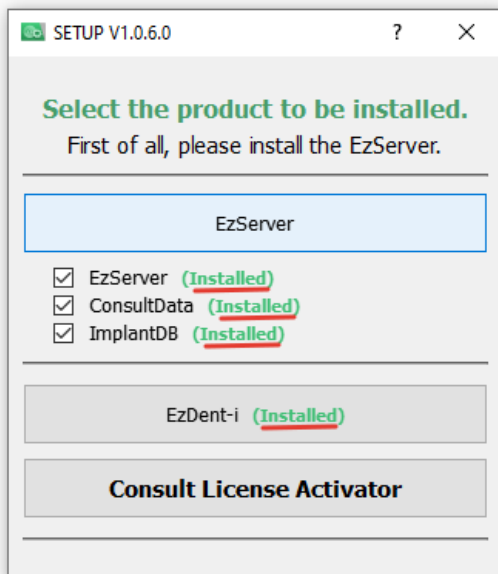 SETUP V1.0.6.0
Select the product to be installed.
First of all, please install the EzServer.
EzServer
EzServer (Installed)
ConsultData (Installed)
ImplantDB (Installed)
EzDent-i (Installed)
Consult License Activator